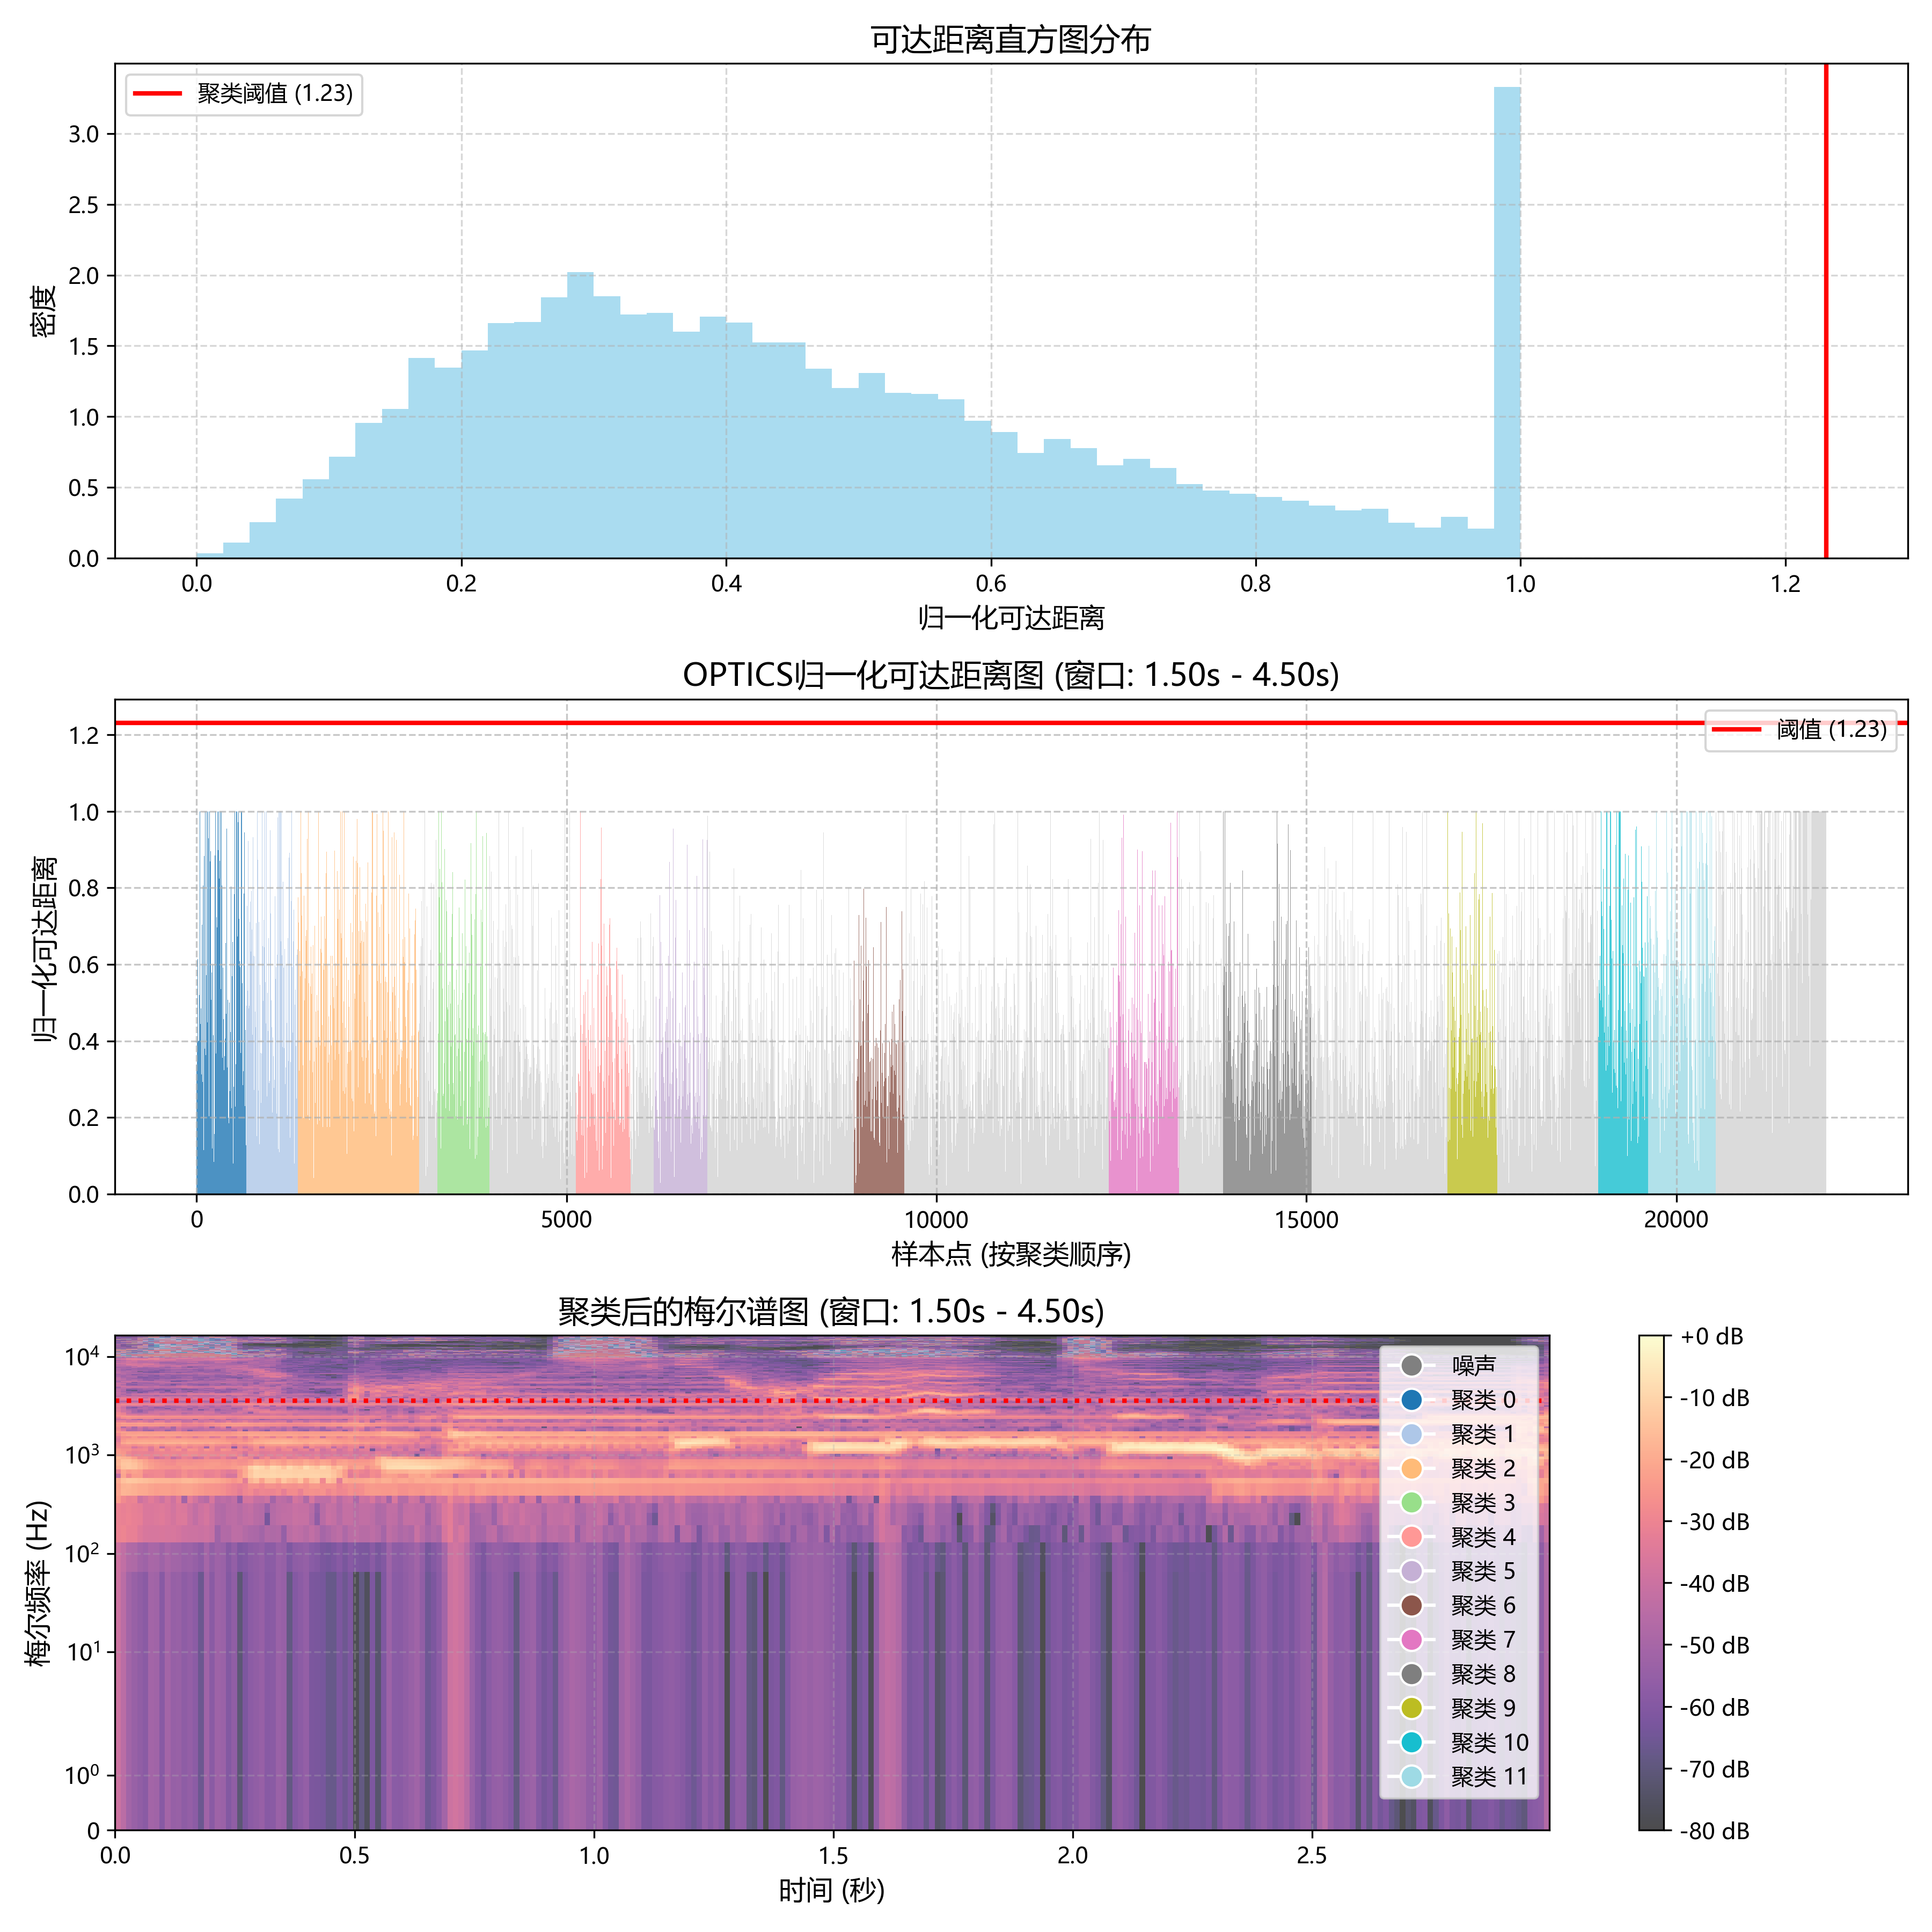 可达距离直方图分布
聚类阈值 (1.23)
密度
3.0
2.5
2.0
1.5
1.0
0.5
0.0
0.0 0.2 0.4 0.6 0.8 1.0 1.2
归一化可达距离
OPTICS归一化可达距离图 (窗口: 1.50s - 4.50s)
阈值 (1.23)
归一化可达距离
1.2
1.0
0.8
0.6
0.4
0.2
0.0
0 5000 10000 15000 20000
样本点 (按聚类顺序)
聚类后的梅尔谱图 (窗口: 1.50s - 4.50s)
梅尔频率 (Hz)
10⁴
10³
10²
10¹
10⁰
0
0.0 0.5 1.0 1.5 2.0 2.5
时间 (秒)
噪声
聚类 0
聚类 1
聚类 2
聚类 3
聚类 4
聚类 5
聚类 6
聚类 7
聚类 8
聚类 9
聚类 10
聚类 11
+0 dB
-10 dB
-20 dB
-30 dB
-40 dB
-50 dB
-60 dB
-70 dB
-80 dB